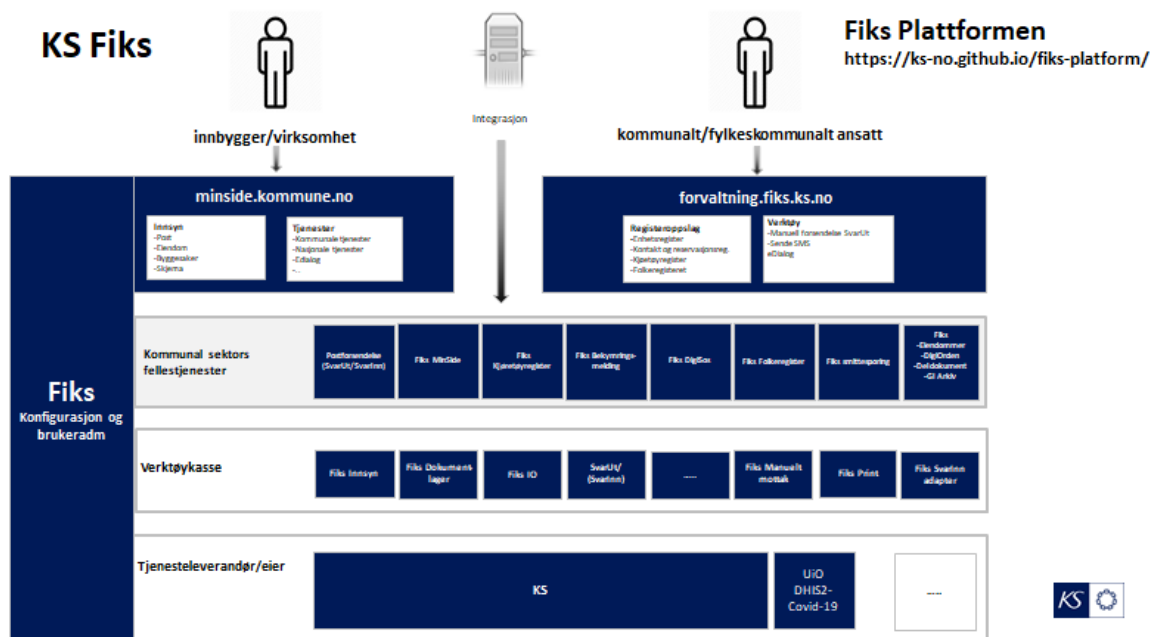 KS Fiks
Fiks Plattformen
https://ks-no.github.io/fiks-platform/
Integrasjon
innbygger/virksomhet
kommunalt/fylkeskommunalt ansatt
minside.kommune.no
Innsyn
-Post
-Eiendom
-Byggesaker
-Skjema
Tjenester
-Kommunale tjenester
-Nasjonale tjenester
-Edialog
-...
forvaltning.fiks.ks.no
Registeroppslag
-Enhetsregister
-Kontakt og reservasjonsreg.
-Kjøretøyregister
-Folkeregisteret
Verktøy
-Manuell forsendelse SvarUt
-Sende SMS
eDialog
Fiks
Konfigurasjon og
brukeradm
Kommunal sektors
fellestjenester
Postforsendelse
(SvarUt/SvarInn)
Fiks MinSide
Fiks
Kjøretøyregister
Fiks Bekymrings-
melding
Fiks DigiSos
Fiks Folkeregister
Fiks smittesporing
Fiks
-Eiendommer
-DigiOrden
-Deldokument
-GI Arkiv
Verktøykasse
Fiks Innsyn
Fiks Dokument-
lager
Fiks IO
SvarUt/
(SvarInn)
.....
Fiks Manuelt
mottak
Fiks Print
Fiks SvarInn
adapter
Tjenesteleverandør/eier
KS
UiO
DHIS2-
Covid-19
.....
KS